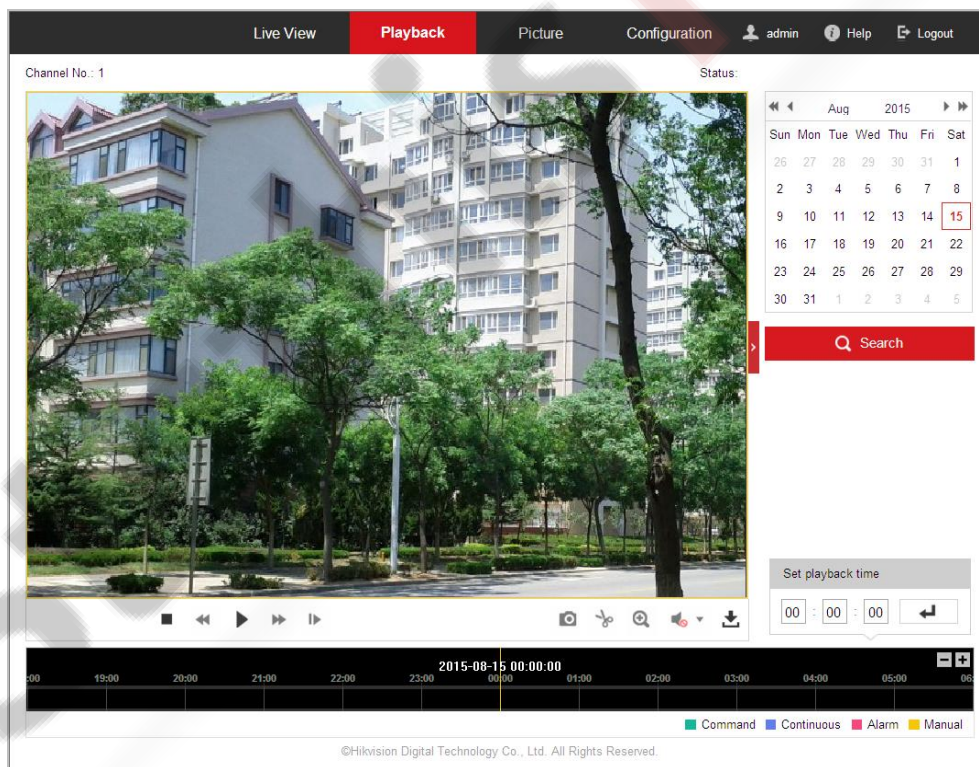 Live View Playback Picture Configuration admin Help Logout
Channel No.: 1 Status:
Aug 2015
Sun Mon Tue Wed Thu Fri Sat
26 27 28 29 30 31 1
2 3 4 5 6 7 8
9 10 11 12 13 14 15
16 17 18 19 20 21 22
23 24 25 26 27 28 29
30 31 1 2 3 4 5
Search
Set playback time
00 : 00 : 00
2015-08-15 00:00:00
:00 19:00 20:00 21:00 22:00 23:00 00:00 01:00 02:00 03:00 04:00 05:00 06:
Command Continuous Alarm Manual
©Hikvision Digital Technology Co., Ltd. All Rights Reserved.